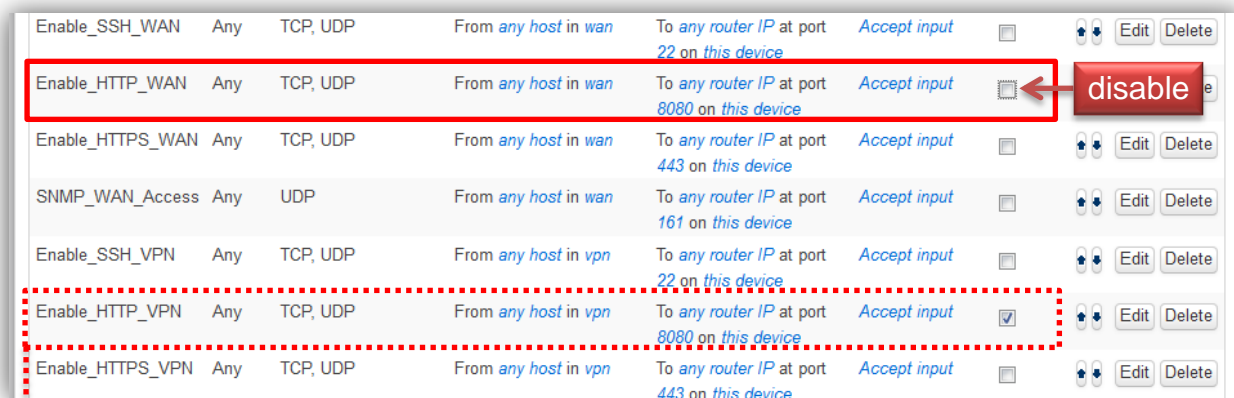 Enable_SSH_WAN Any TCP, UDP From any host in wan To any router IP at port Accept input Edit Delete
22 on this device
Enable_HTTP_WAN Any TCP, UDP From any host in wan To any router IP at port Accept input disable e
8080 on this device
Enable_HTTPS_WAN Any TCP, UDP From any host in wan To any router IP at port Accept input Edit Delete
443 on this device
SNMP_WAN_Access Any UDP From any host in wan To any router IP at port Accept input Edit Delete
161 on this device
Enable_SSH_VPN Any TCP, UDP From any host in vpn To any router IP at port Accept input Edit Delete
22 on this device
Enable_HTTP_VPN Any TCP, UDP From any host in vpn To any router IP at port Accept input Edit Delete
8080 on this device
Enable_HTTPS_VPN Any TCP, UDP From any host in vpn To any router IP at port Accept input Edit Delete
443 on this device